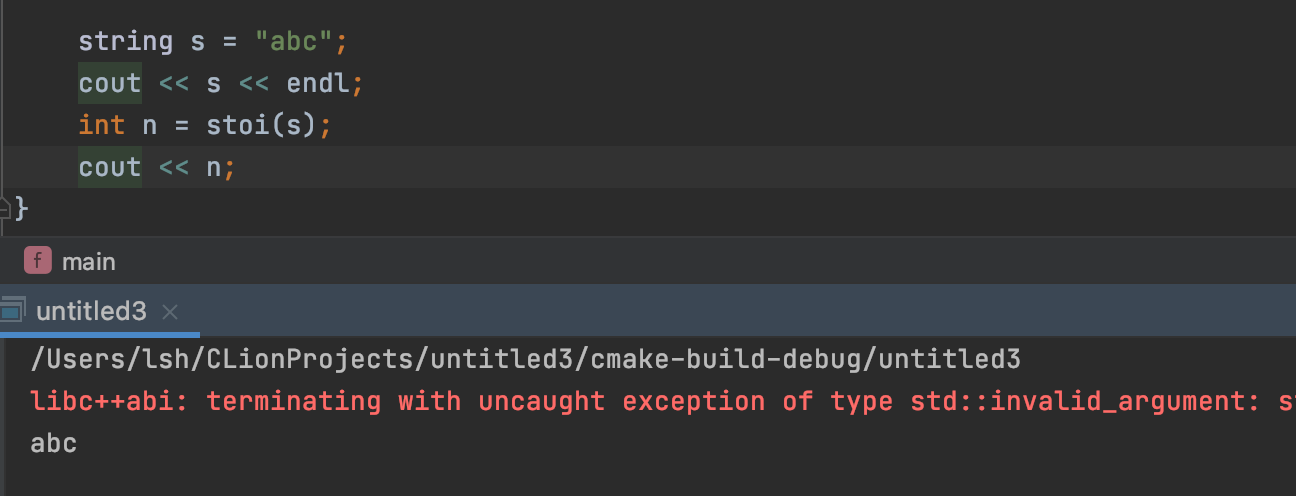 string s = "abc";
cout << s << endl;
int n = stoi(s);
cout << n;
}
f main
untitled3 ×
/Users/lsh/CLionProjects/untitled3/cmake-build-debug/untitled3
libc++abi: terminating with uncaught exception of type std::invalid_argument:
abc